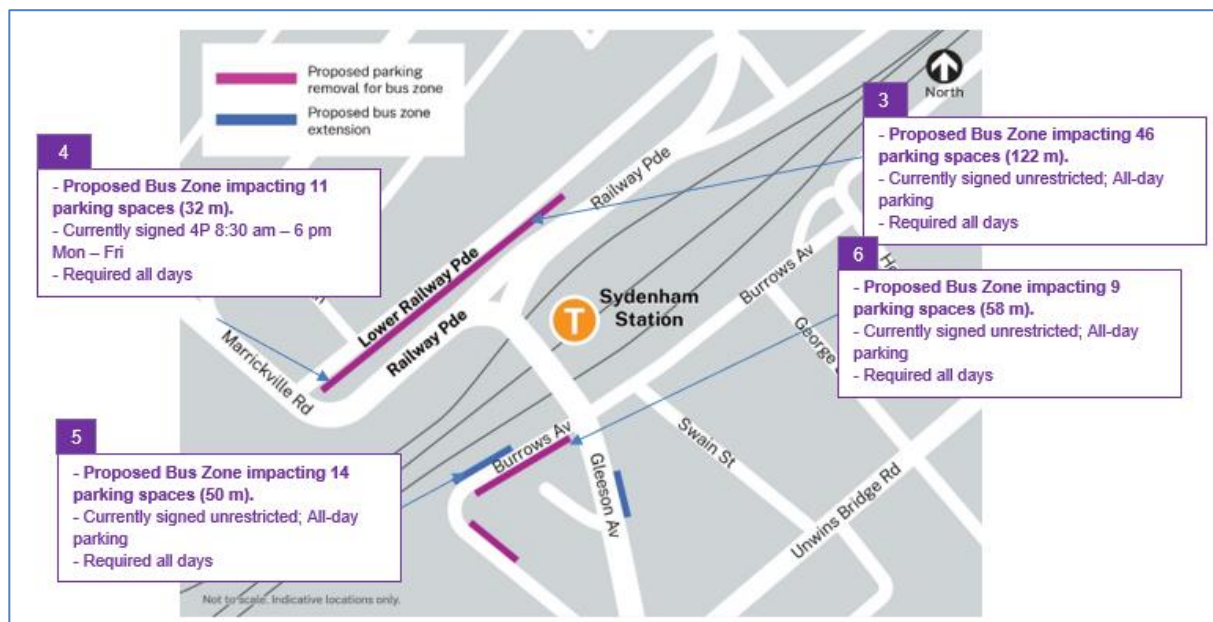 Proposed parking
removal for bus zone
Proposed bus zone
extension
North
3
- Proposed Bus Zone impacting 46
parking spaces (122 m).
- Currently signed unrestricted; All-day
parking
- Required all days
4
- Proposed Bus Zone impacting 11
parking spaces (32 m).
- Currently signed 4P 8:30 am – 6 pm
Mon – Fri
- Required all days
Railway Pde
6
- Proposed Bus Zone impacting 9
parking spaces (58 m).
- Currently signed unrestricted; All-day
parking
- Required all days
Lower Railway Pde
Railway Pde
T
Sydenham
Station
Burrows Av
George
Marrickville Rd
5
- Proposed Bus Zone impacting 14
parking spaces (50 m).
- Currently signed unrestricted; All-day
parking
- Required all days
Burrows Av
Gleeson Av
Swain St
Unwins Bridge Rd
Not to scale. Indicative locations only.